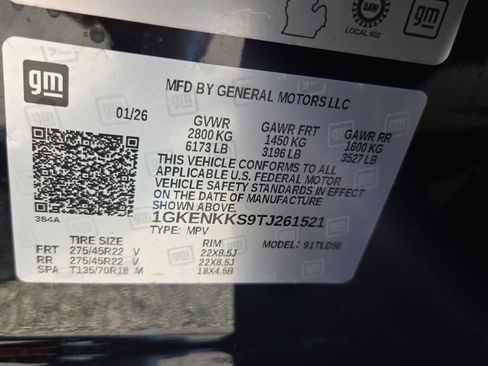 gm
UAW
LOCAL 602
gm
MFD BY GENERAL MOTORS LLC
01/26
GVWR GAWR FRT GAWR RR
2800 KG 1450 KG 1600 KG
6173 LB 3196 LB 3527 LB
THIS VEHICLE CONFORMS TO ALL
APPLICABLE U.S. FEDERAL MOTOR
VEHICLE SAFETY STANDARDS IN EFFECT
ON THE DATE OF MANUFACTURE
SHOWN ABOVE.
384A
1GKENKKS9TJ261521
TYPE: MPV MODEL: 91TLD56
TIRE SIZE RIM
FRT 275/45R22 V 22X8.5J
RR 275/45R22 V 22X8.5J
SPA T135/70R18 M 18X4.5B